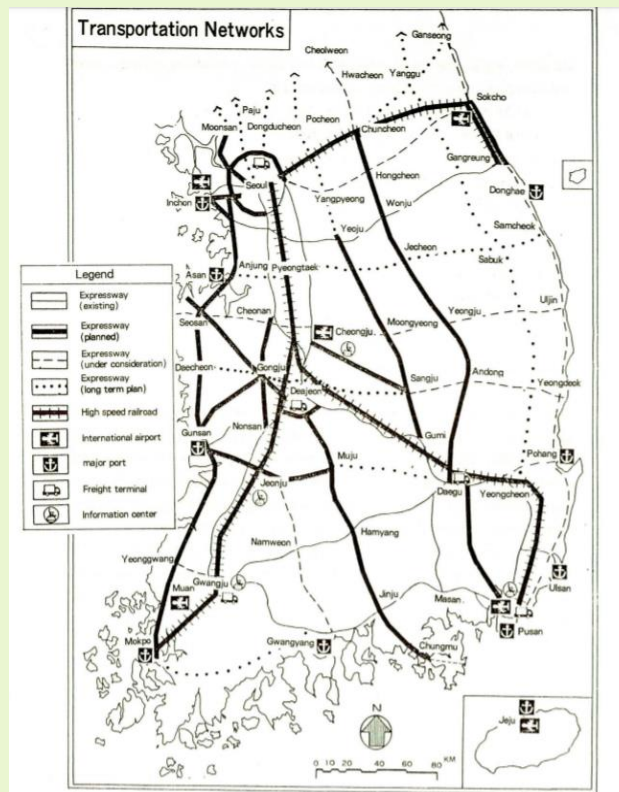 Transportation Networks
Ganseong
Cheolweon
Hwacheon
Yanggu
Sokcho
Paju
Pocheon
Moonsan
Dongducheon
Chuncheon
Gangreung
Hongcheon
Seoul
Donghae
Inchon
Yangpyeong
Wonju
Yeoju
Samcheok
Jecheon
Sabuk
Anjung
Pyeongtaek
Asan
Uljin
Legend
Expressway
(existing)
Expressway
(planned)
Expressway
(under consideration)
Expressway
(long term plan)
High speed railroad
International airport
major port
Freight terminal
Information center
Seosan
Cheonan
Cheongju
Moongyeong
Yeongju
Daecheon
Gongju
Deajeon
Sangju
Andong
Yeongdeok
Nonsan
Gunsan
Gumi
Muju
Pohang
Jeonju
Daegu
Yeongcheon
Namweon
Hamyang
Yeonggwang
Gwangju
Muan
Jinju
Masan
Ulsan
Mokpo
Gwangyang
Chungmu
Pusan
N
KM
0 10 20 40 60 80
Jeju